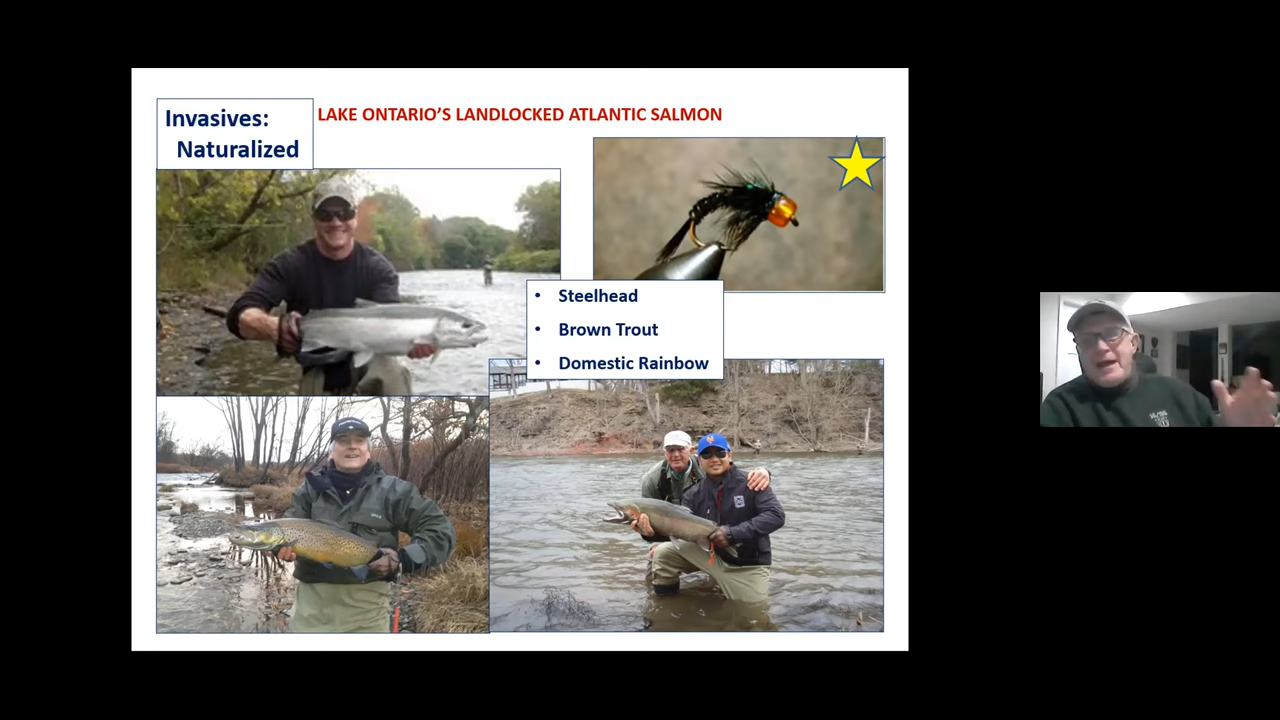 Invasives:
Naturalized
LAKE ONTARIO'S LANDLOCKED ATLANTIC SALMON
• Steelhead
• Brown Trout
• Domestic Rainbow